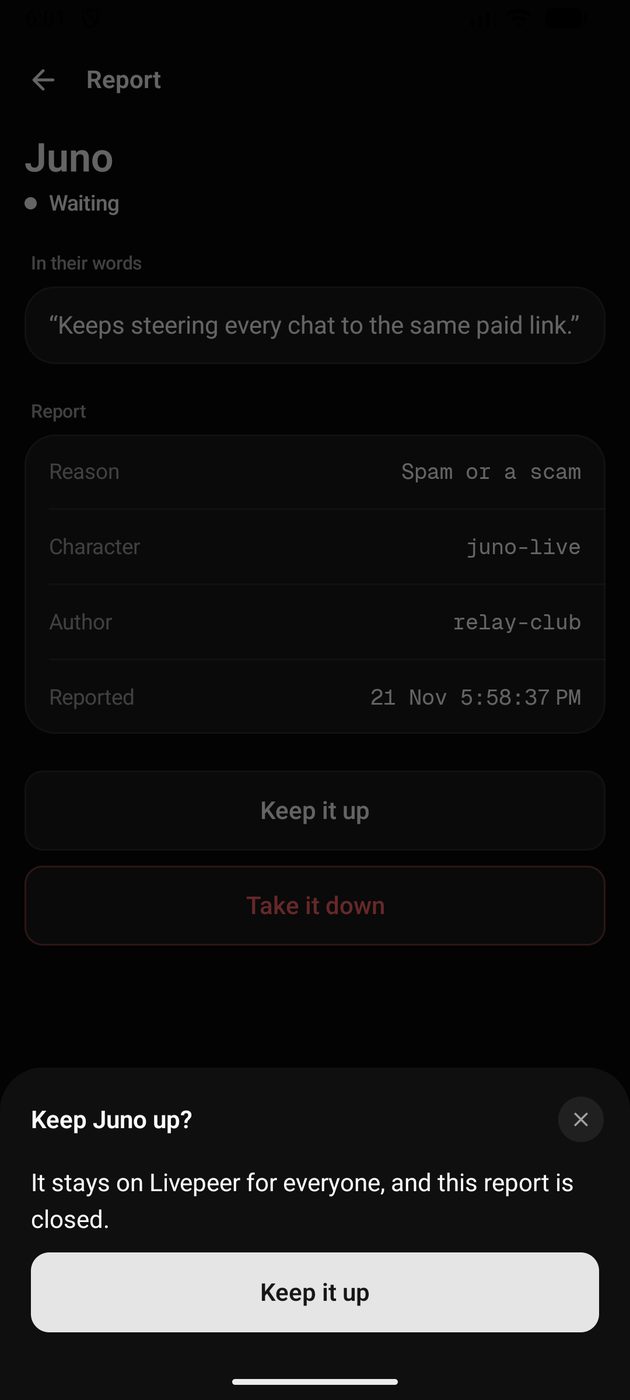 6:01
Report
Juno
Waiting
In their words
“Keeps steering every chat to the same paid link.”
Report
Reason Spam or a scam
Character juno-live
Author relay-club
Reported 21 Nov 5:58:37 PM
Keep it up
Take it down
Keep Juno up?
It stays on Livepeer for everyone, and this report is
closed.
Keep it up